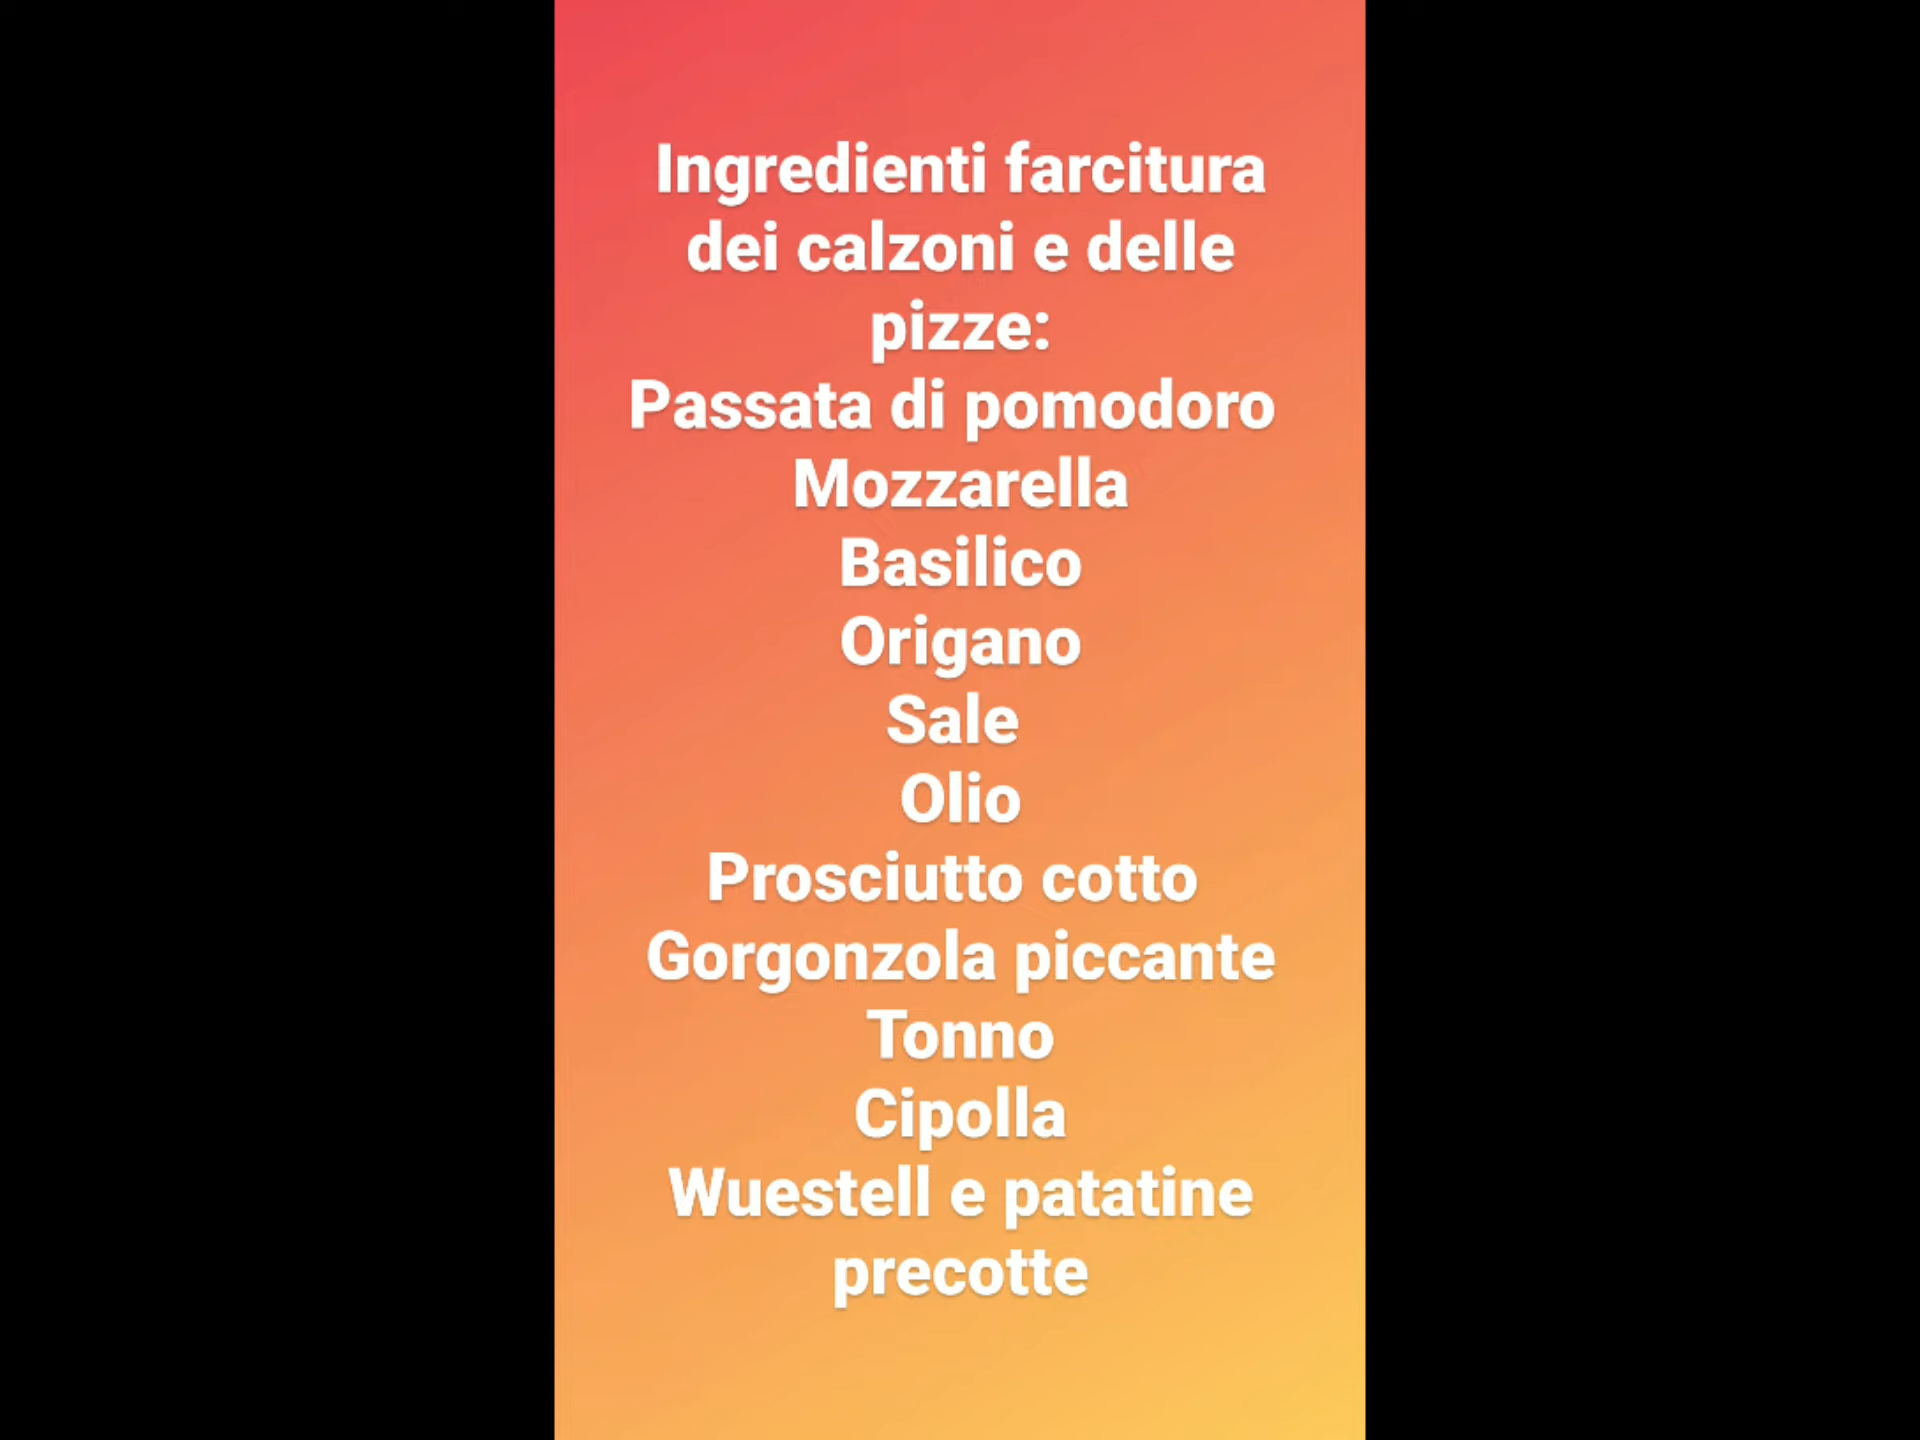 Ingredienti farcitura
dei calzoni e delle
pizze:
Passata di pomodoro
Mozzarella
Basilico
Origano
Sale
Olio
Prosciutto cotto
Gorgonzola piccante
Tonno
Cipolla
Wuestell e patatine
precotte